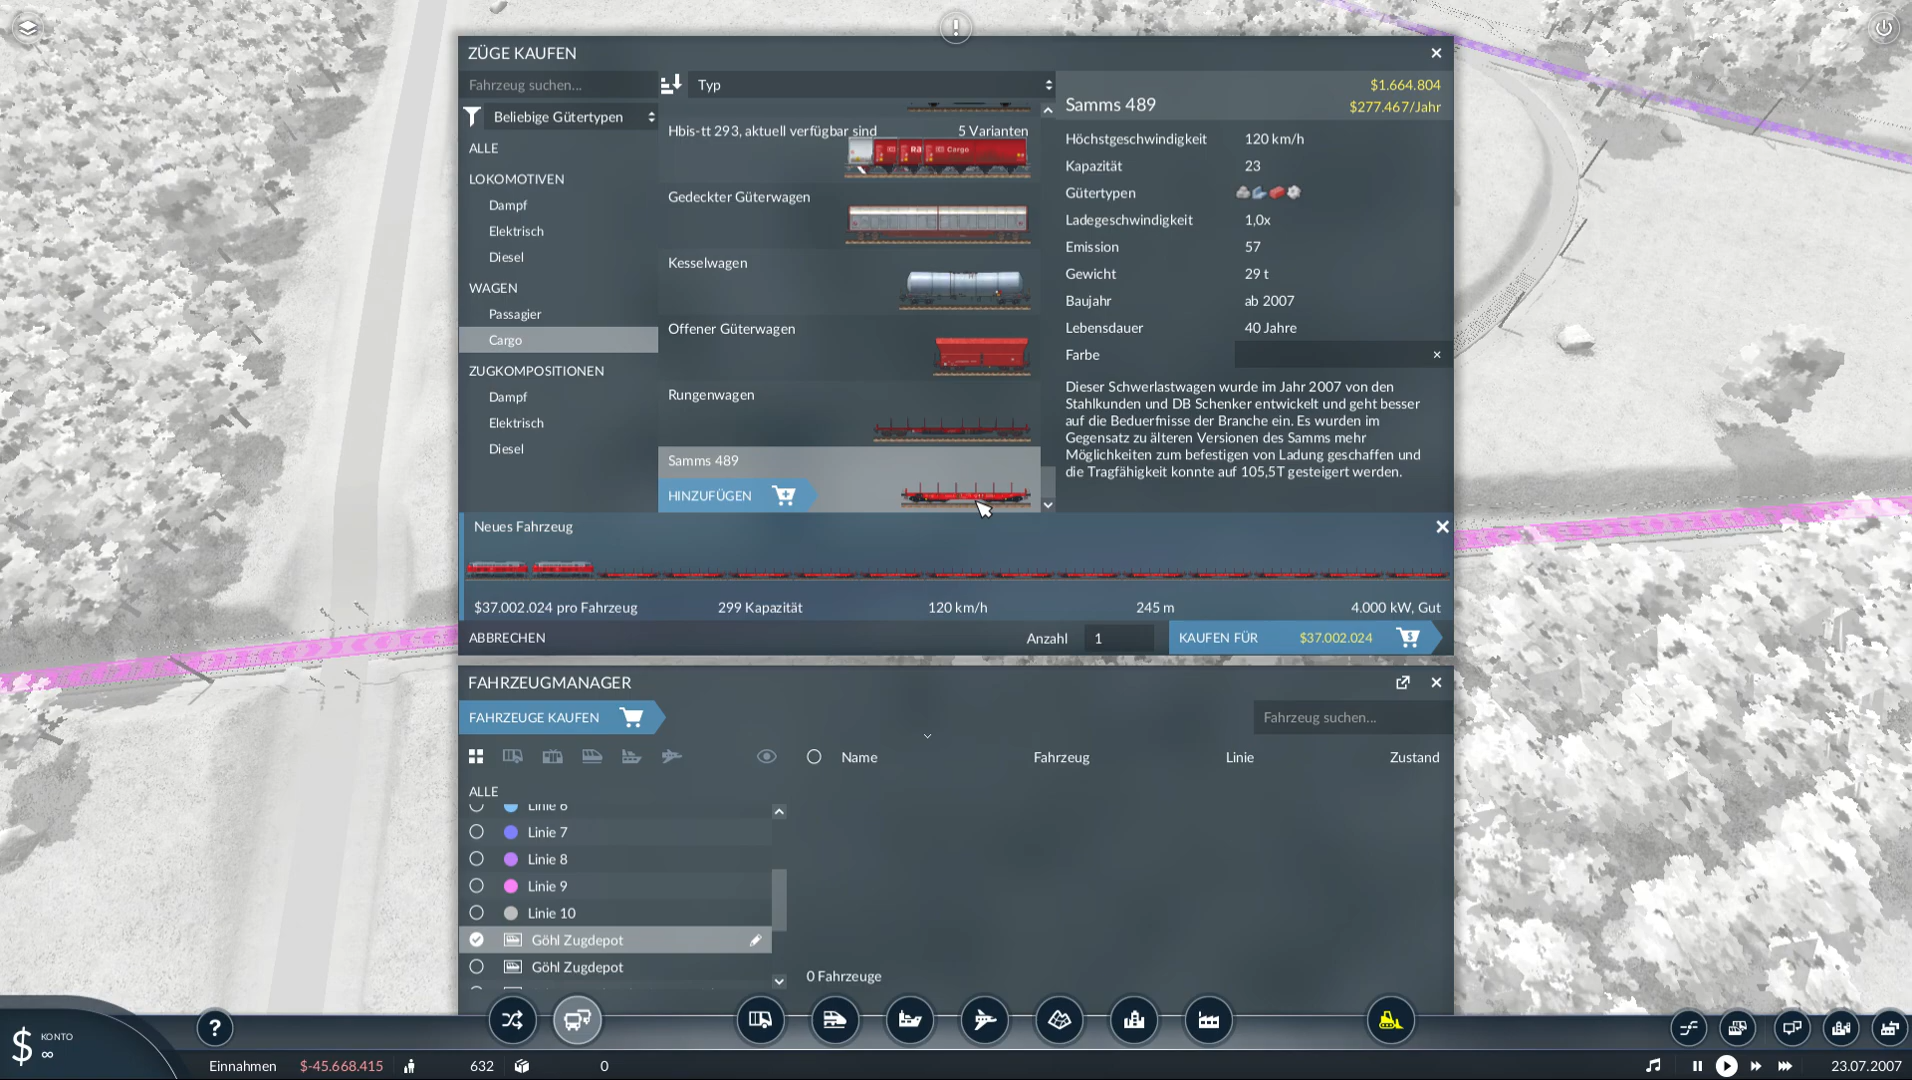 ZÜGE KAUFEN
Fahrzeug suchen...
Typ
Beliebige Gütertypen
ALLE
LOKOMOTIVEN
Dampf
Elektrisch
Diesel
WAGEN
Passagier
Cargo
ZUGKOMPOSITIONEN
Dampf
Elektrisch
Diesel
Hbis-tt 293, aktuell verfügbar sind 5 Varianten
Cargo
Gedeckter Güterwagen
Kesselwagen
Offener Güterwagen
Rungenwagen
Samms 489
HINZUFÜGEN
$1.664.804
Samms 489
$277.467/Jahr
Höchstgeschwindigkeit 120 km/h
Kapazität 23
Gütertypen
Ladegeschwindigkeit 1,0x
Emission 57
Gewicht 29 t
Baujahr ab 2007
Lebensdauer 40 Jahre
Farbe
Dieser Schwerlastwagen wurde im Jahr 2007 von den
Stahlkunden und DB Schenker entwickelt und geht besser
auf die Beduerfnisse der Branche ein. Es wurden im
Gegensatz zu älteren Versionen des Samms mehr
Möglichkeiten zum befestigen von Ladung geschaffen und
die Tragfähigkeit konnte auf 105,5T gesteigert werden.
Neues Fahrzeug
$37.002.024 pro Fahrzeug 299 Kapazität 120 km/h 245 m 4.000 kW, Gut
ABBRECHEN Anzahl 1 KAUFEN FÜR $37.002.024
FAHRZEUGMANAGER
FAHRZEUGE KAUFEN
Fahrzeug suchen...
Name Fahrzeug Linie Zustand
ALLE
Linie 6
Linie 7
Linie 8
Linie 9
Linie 10
Göhl Zugdepot
Göhl Zugdepot
0 Fahrzeuge
?
$ KONTO
∞
Einnahmen $-45.668.415 632 0
23.07.2007